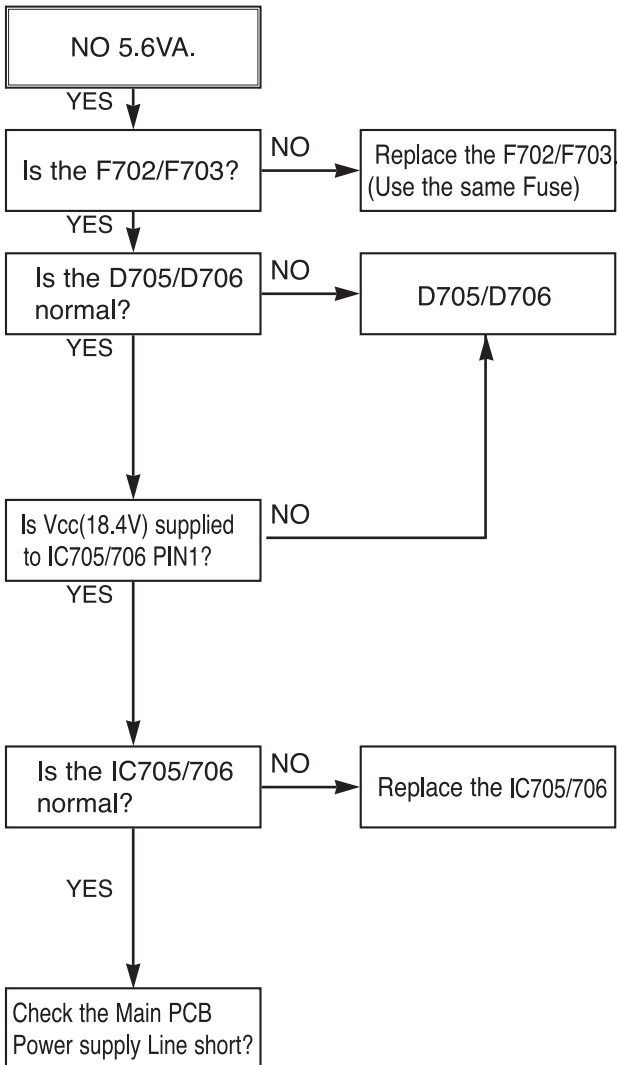 NO 5.6VA.
YES
Is the F702/F703?
NO
Replace the F702/F703.
(Use the same Fuse)
YES
Is the D705/D706
normal?
NO
D705/D706
YES
Is Vcc(18.4V) supplied
to IC705/706 PIN1?
NO
YES
Is the IC705/706
normal?
NO
Replace the IC705/706
YES
Check the Main PCB
Power supply Line short?